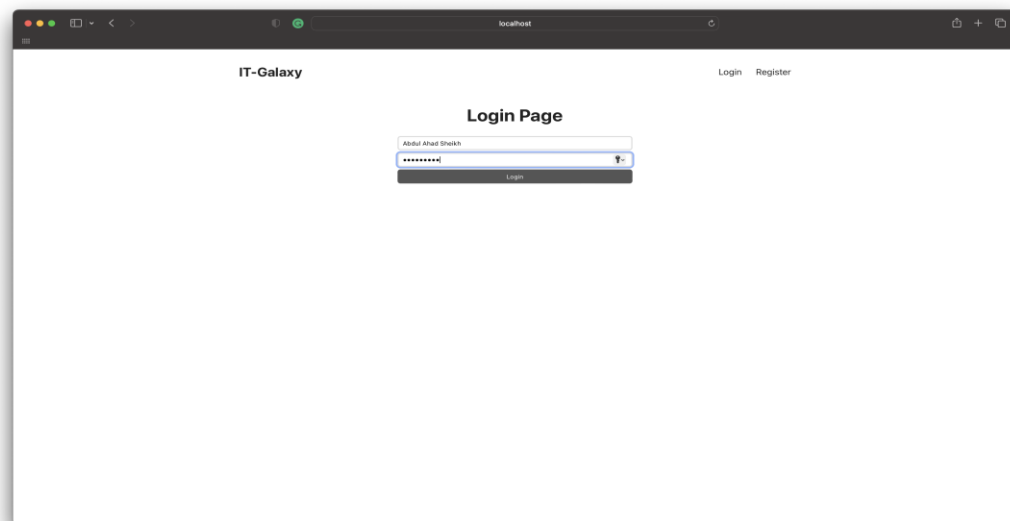 localhost
IT-Galaxy
Login Register
Login Page
Abdul Ahad Sheikh
•••••••••
Login